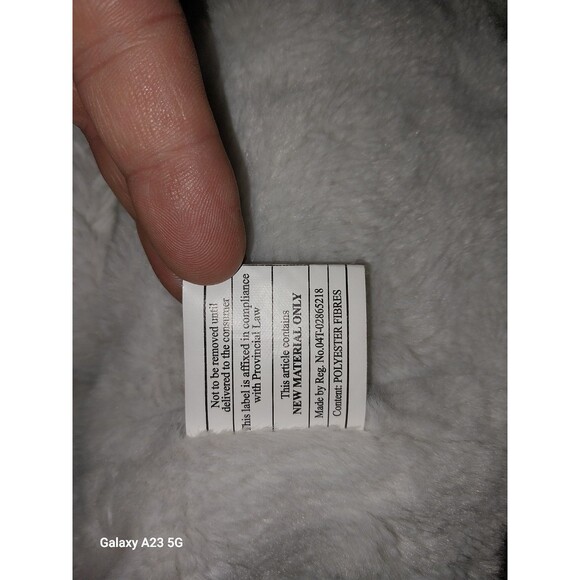 Not to be removed until
delivered to the consumer
This label is affixed in compliance
with Provincial Law
This article contains
NEW MATERIAL ONLY
Made by Reg. No.04T-02865218
Content: POLYESTER FIBRES
Galaxy A23 5G